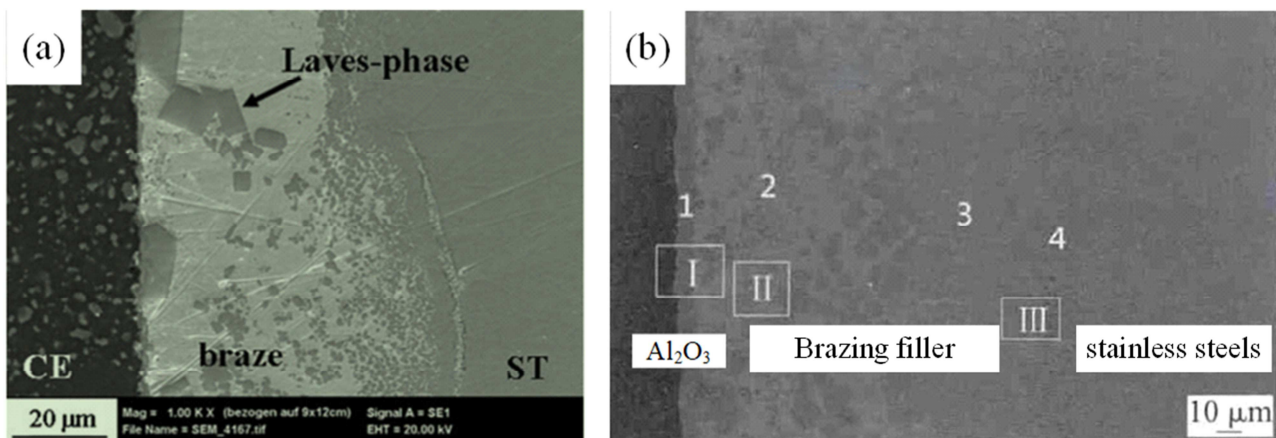 (a)
Laves-phase
CE
braze
ST
20 µm
Mag = 1.00 K X (bezogen auf 9x12cm) Signal A = SE1
File Name = SEM_4167.tif EHT = 20.00 kV
(b)
1
2
3
4
I
II
III
Al₂O₃
Brazing filler
stainless steels
10 µm